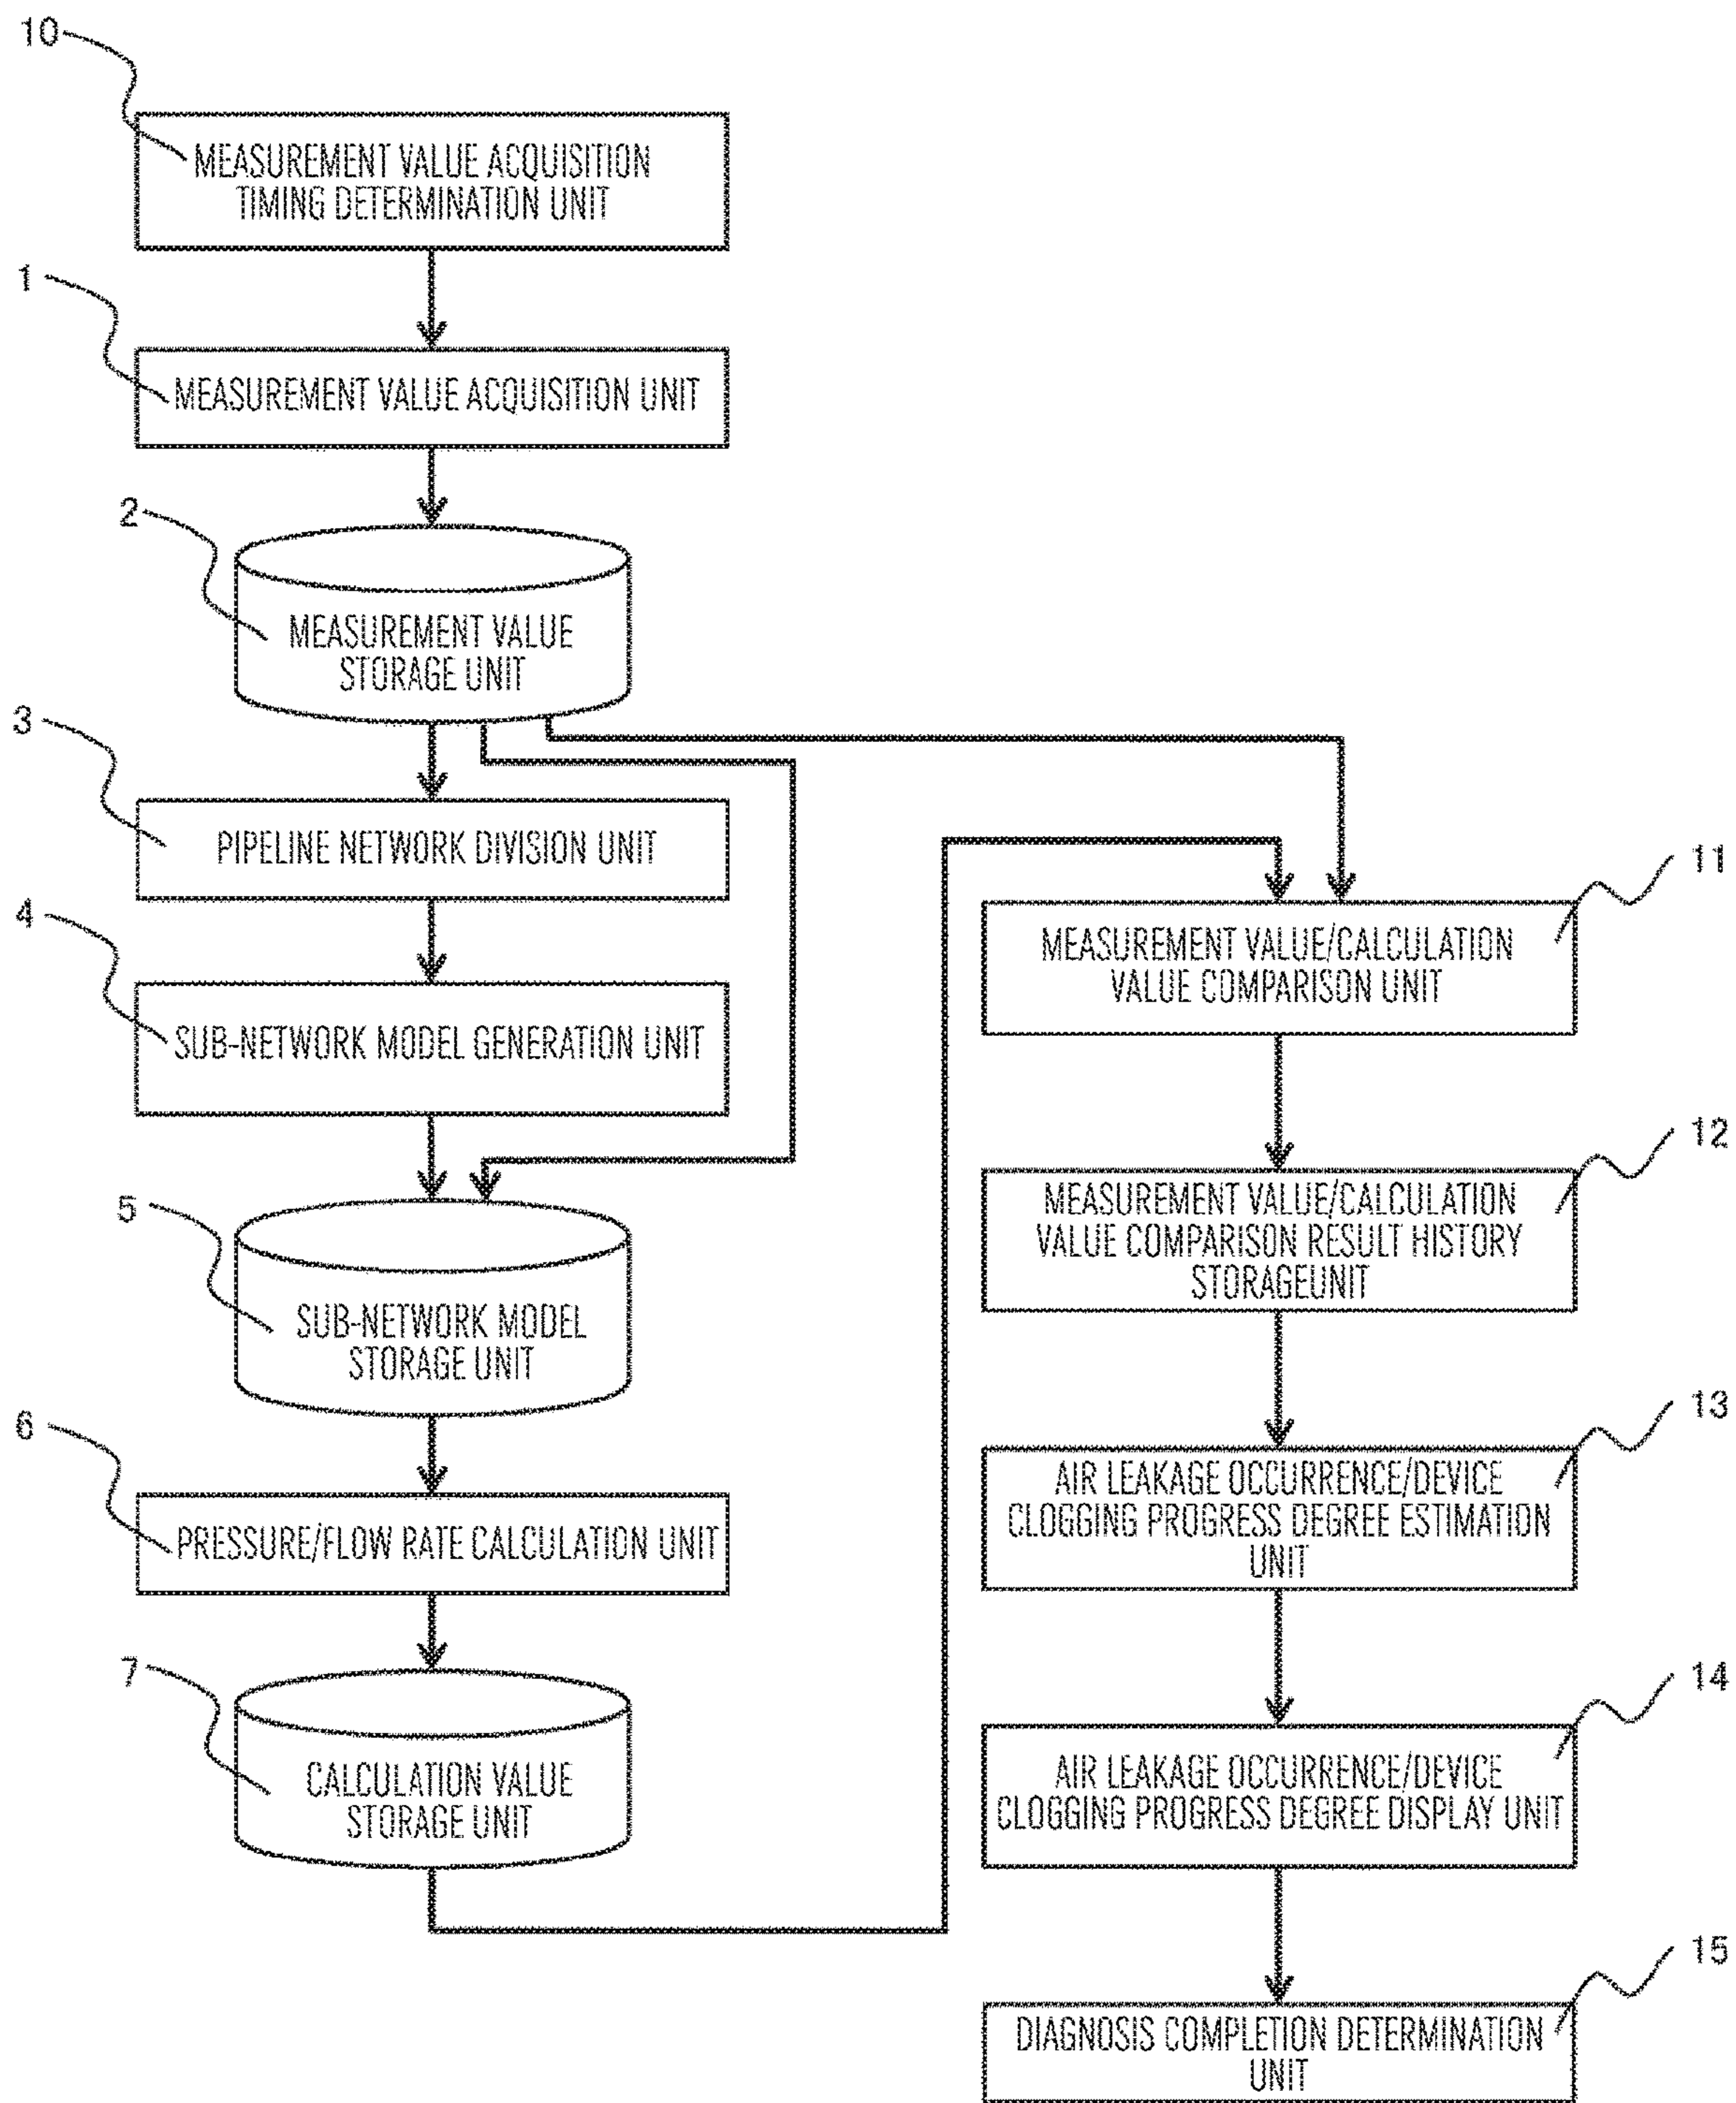 10
MEASUREMENT VALUE ACQUISITION
TIMING DETERMINATION UNIT
1
MEASUREMENT VALUE ACQUISITION UNIT
2
MEASUREMENT VALUE
STORAGE UNIT
3
PIPELINE NETWORK DIVISION UNIT
4
SUB-NETWORK MODEL GENERATION UNIT
5
SUB-NETWORK MODEL
STORAGE UNIT
6
PRESSURE/FLOW RATE CALCULATION UNIT
7
CALCULATION VALUE
STORAGE UNIT
11
MEASUREMENT VALUE/CALCULATION
VALUE COMPARISON UNIT
12
MEASUREMENT VALUE/CALCULATION
VALUE COMPARISON RESULT HISTORY
STORAGEUNIT
13
AIR LEAKAGE OCCURRENCE/DEVICE
CLOGGING PROGRESS DEGREE ESTIMATION
UNIT
14
AIR LEAKAGE OCCURRENCE/DEVICE
CLOGGING PROGRESS DEGREE DISPLAY UNIT
15
DIAGNOSIS COMPLETION DETERMINATION
UNIT